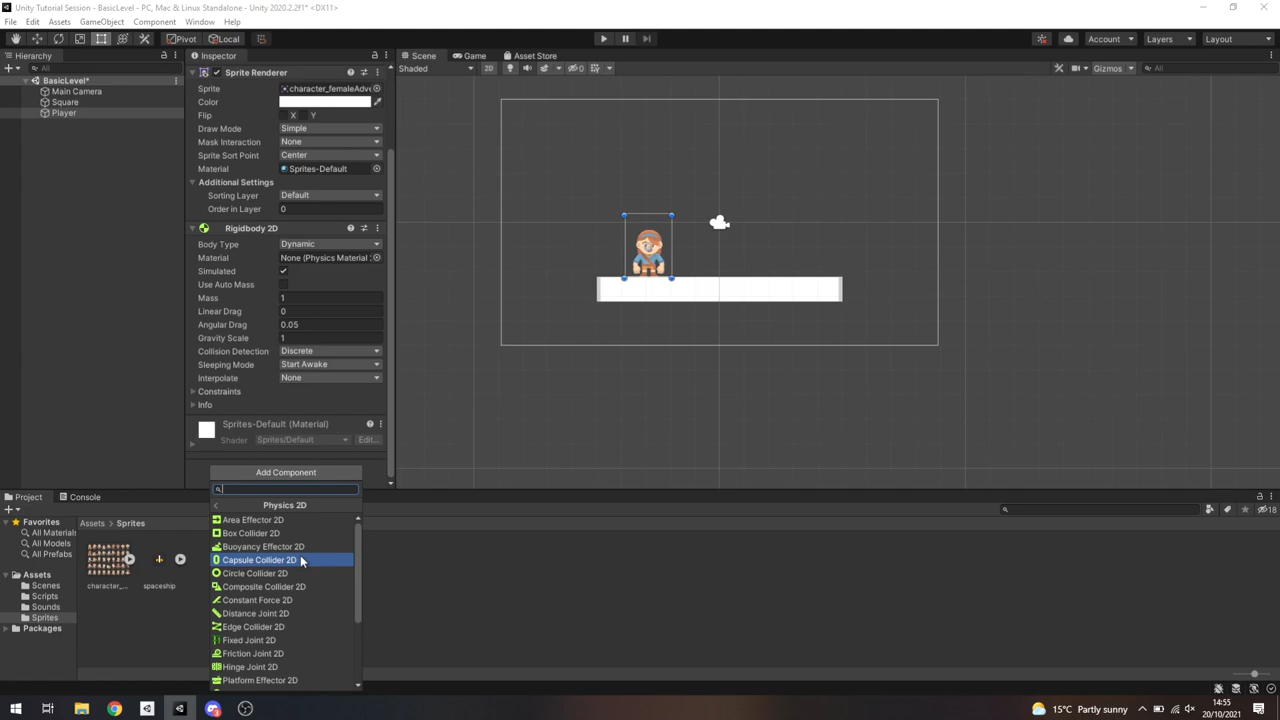 Unity Tutorial Session - BasicLevel - PC, Mac & Linux Standalone - Unity 2020.2.2f1* <DX11>
File Edit Assets GameObject Component Window Help
Pivot Local Account Layers Layout
Hierarchy
All
BasicLevel*
Main Camera
Square
Player
Inspector
Sprite Renderer
Sprite character_femaleAdve
Color
Flip X Y
Draw Mode Simple
Mask Interaction None
Sprite Sort Point Center
Material Sprites-Default
Additional Settings
Sorting Layer Default
Order in Layer 0
Rigidbody 2D
Body Type Dynamic
Material None (Physics Material
Simulated
Use Auto Mass
Mass 1
Linear Drag 0
Angular Drag 0.05
Gravity Scale 1
Collision Detection Discrete
Sleeping Mode Start Awake
Interpolate None
Constraints
Info
Sprites-Default (Material)
Shader Sprites/Default Edit...
Add Component
Physics 2D
Area Effector 2D
Box Collider 2D
Buoyancy Effector 2D
Capsule Collider 2D
Circle Collider 2D
Composite Collider 2D
Constant Force 2D
Distance Joint 2D
Edge Collider 2D
Fixed Joint 2D
Friction Joint 2D
Hinge Joint 2D
Platform Effector 2D
Scene Game Asset Store
Shaded 2D 0 Gizmos All
Project Console
18
Favorites
All Materials
All Models
All Prefabs
Assets
Scenes
Scripts
Sounds
Sprites
Packages
Assets > Sprites
character_... spaceship
15°C Partly sunny
14:55
20/10/2021